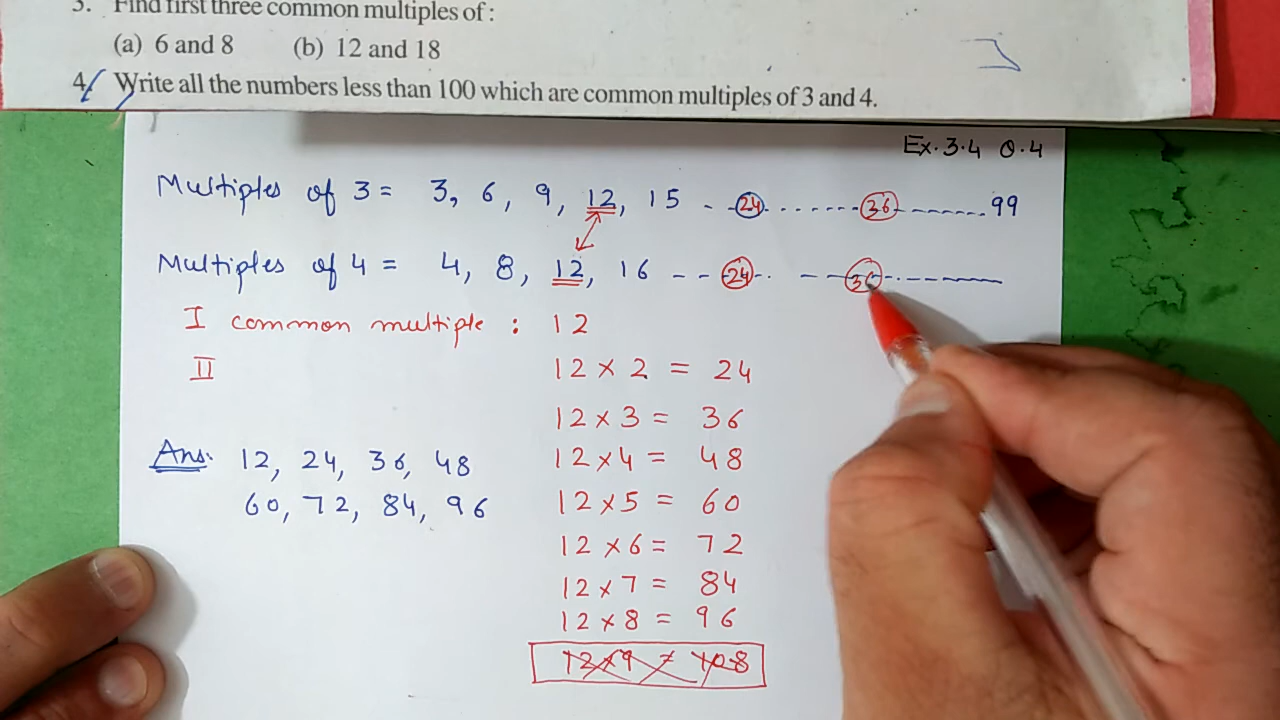 3. Find first three common multiples of :
(a) 6 and 8 (b) 12 and 18
4. Write all the numbers less than 100 which are common multiples of 3 and 4.
Ex. 3.4 Q.4
Multiples of 3 = 3, 6, 9, 12, 15 - - 24 - - - - - - - 36 - - - - - - - 99
Multiples of 4 = 4, 8, 12, 16 - - - 24 - - - - - 36 - - - - - - -
I common multiple : 12
II 12 × 2 = 24
12 × 3 = 36
Ans. 12, 24, 36, 48 12 × 4 = 48
60, 72, 84, 96 12 × 5 = 60
12 × 6 = 72
12 × 7 = 84
12 × 8 = 96
12 × 9 = 108